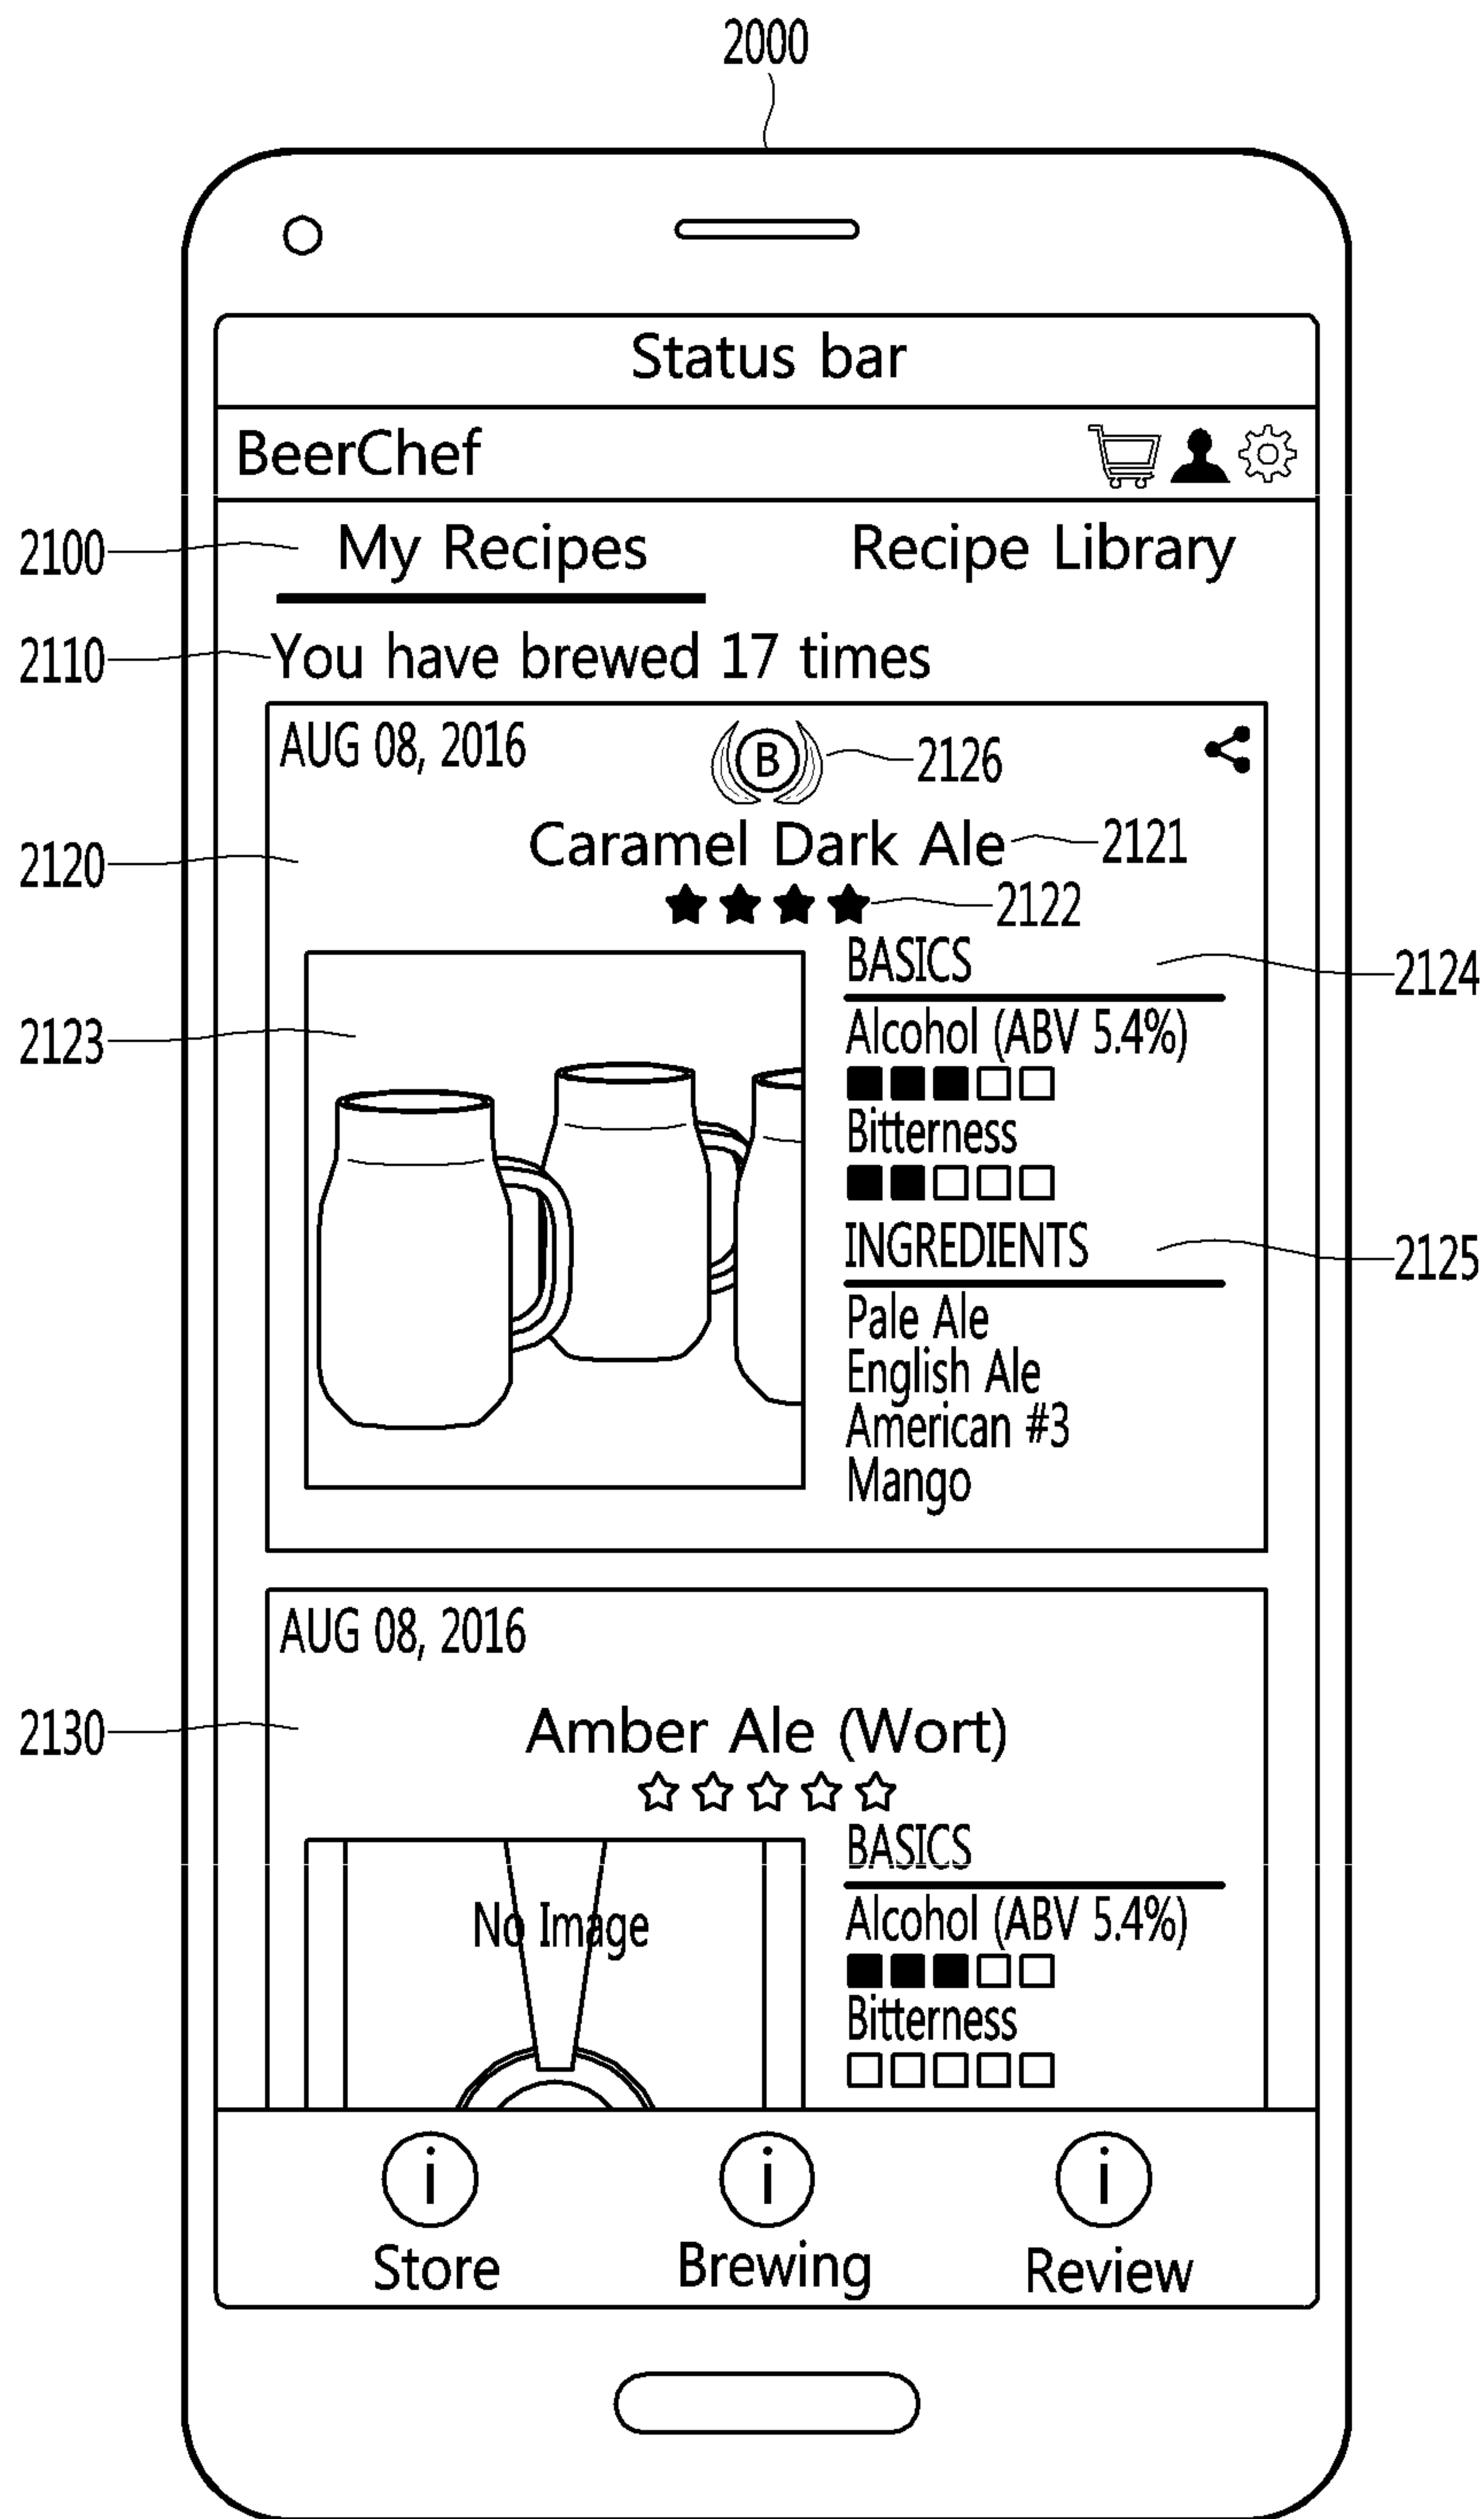 2000
Status bar
BeerChef
2100 My Recipes Recipe Library
2110 You have brewed 17 times
AUG 08, 2016 B 2126
2120 Caramel Dark Ale 2121
2122
BASICS 2124
2123 Alcohol (ABV 5.4%)
Bitterness
INGREDIENTS 2125
Pale Ale
English Ale
American #3
Mango
AUG 08, 2016
2130 Amber Ale (Wort)
BASICS
No Image Alcohol (ABV 5.4%)
Bitterness
i i i
Store Brewing Review